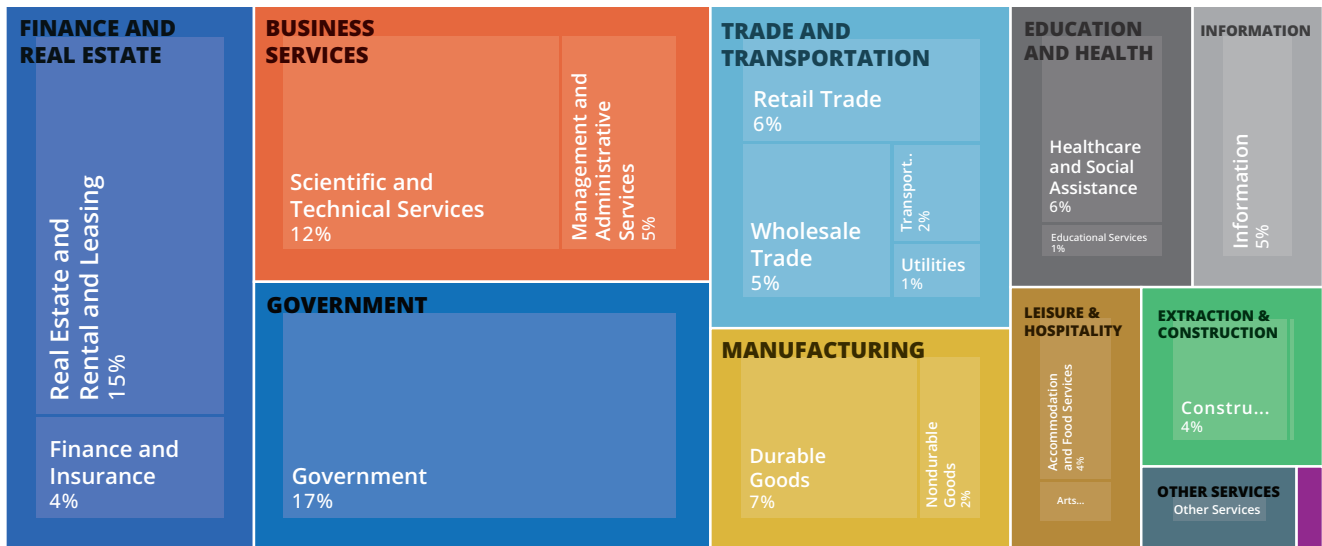 FINANCE AND
REAL ESTATE
Real Estate and
Rental and Leasing
15%
Finance and
Insurance
4%
BUSINESS
SERVICES
Scientific and
Technical Services
12%
Management and
Administrative
Services
5%
GOVERNMENT
Government
17%
TRADE AND
TRANSPORTATION
Retail Trade
6%
Wholesale
Trade
5%
Transport..
2%
Utilities
1%
MANUFACTURING
Durable
Goods
7%
Nondurable
Goods
2%
EDUCATION
AND HEALTH
Healthcare
and Social
Assistance
6%
Educational Services
1%
INFORMATION
Information
5%
LEISURE &
HOSPITALITY
Accommodation
and Food Services
4%
Arts...
EXTRACTION &
CONSTRUCTION
Constru...
4%
OTHER SERVICES
Other Services